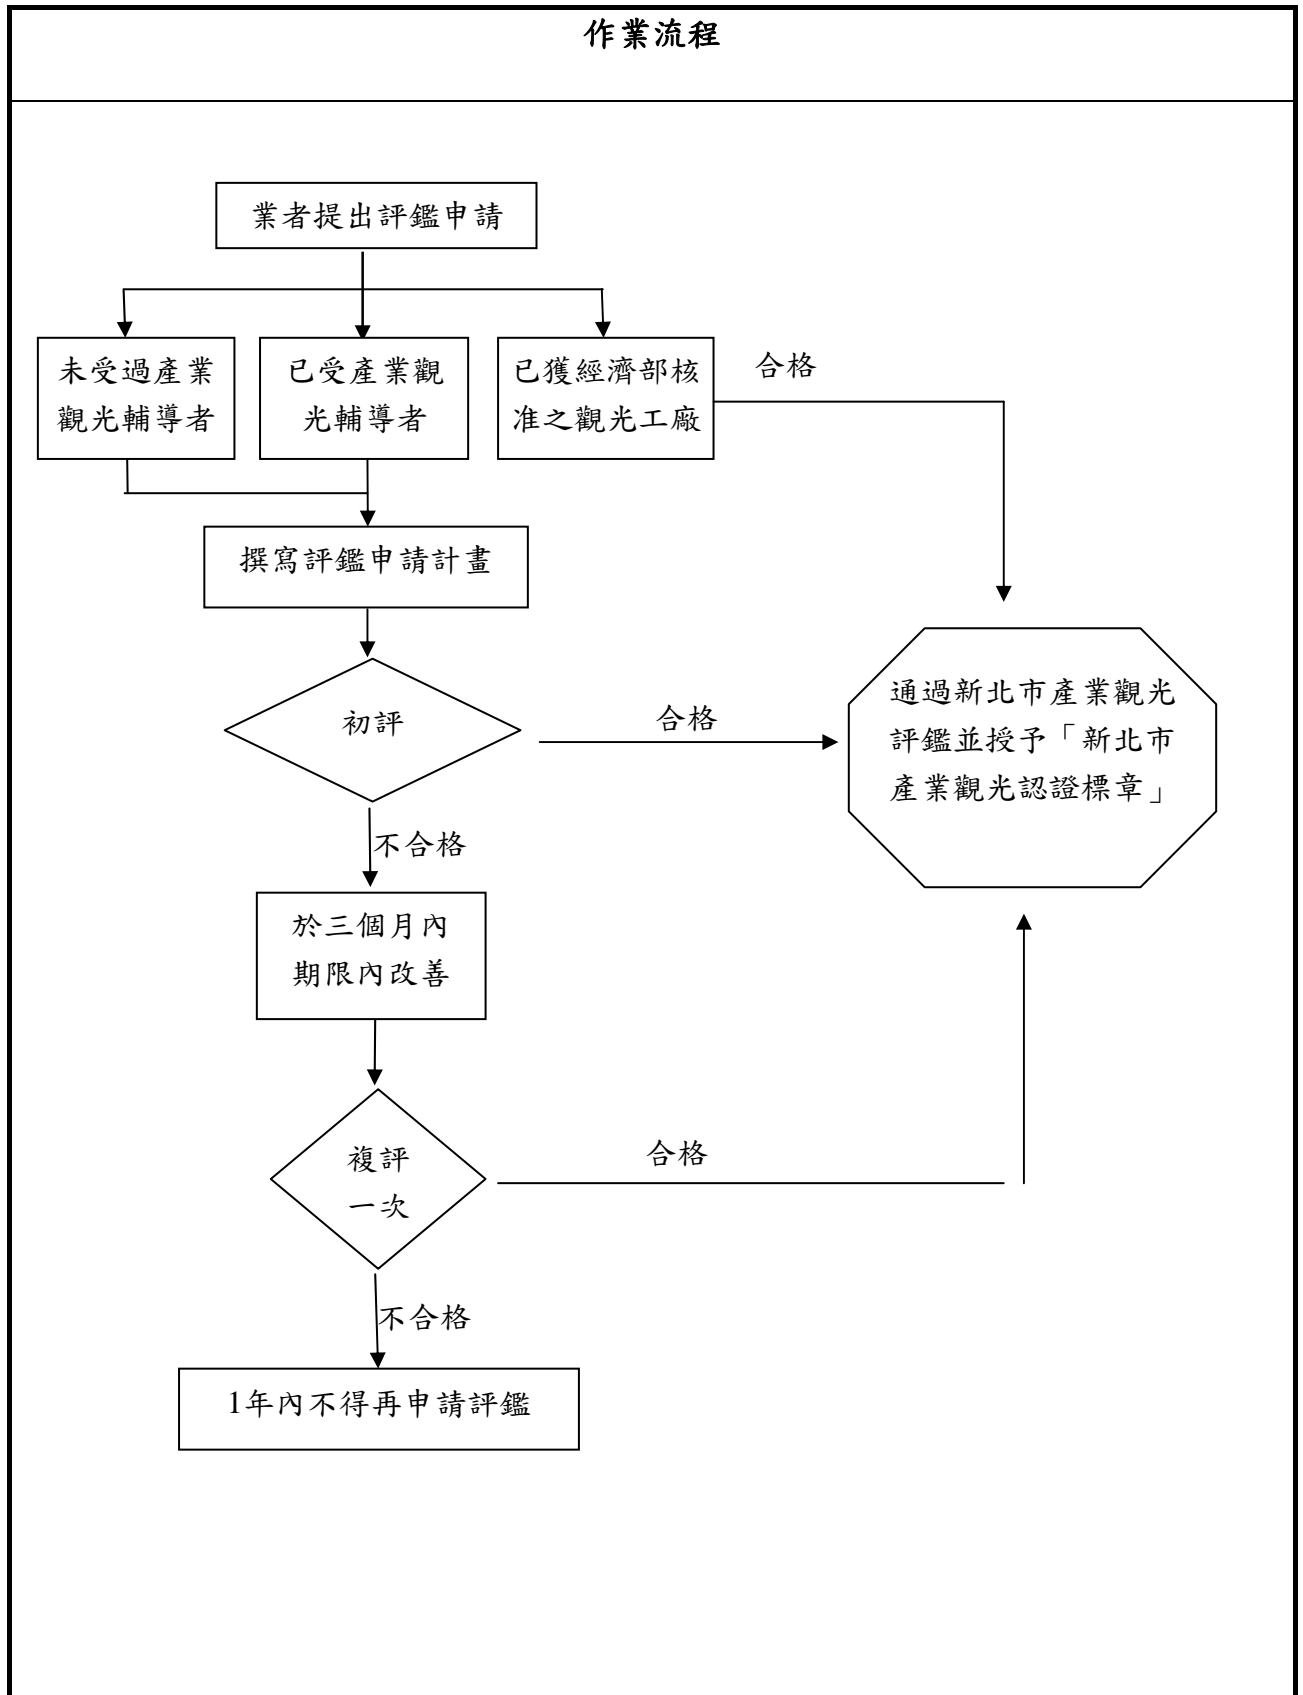 作業流程
業者提出評鑑申請
未受過產業
觀光輔導者
已受產業觀
光輔導者
已獲經濟部核
准之觀光工廠
合格
撰寫評鑑申請計畫
初評
合格
通過新北市產業觀光
評鑑並授予「新北市
產業觀光認證標章」
不合格
於三個月內
期限內改善
複評
一次
合格
不合格
1年內不得再申請評鑑